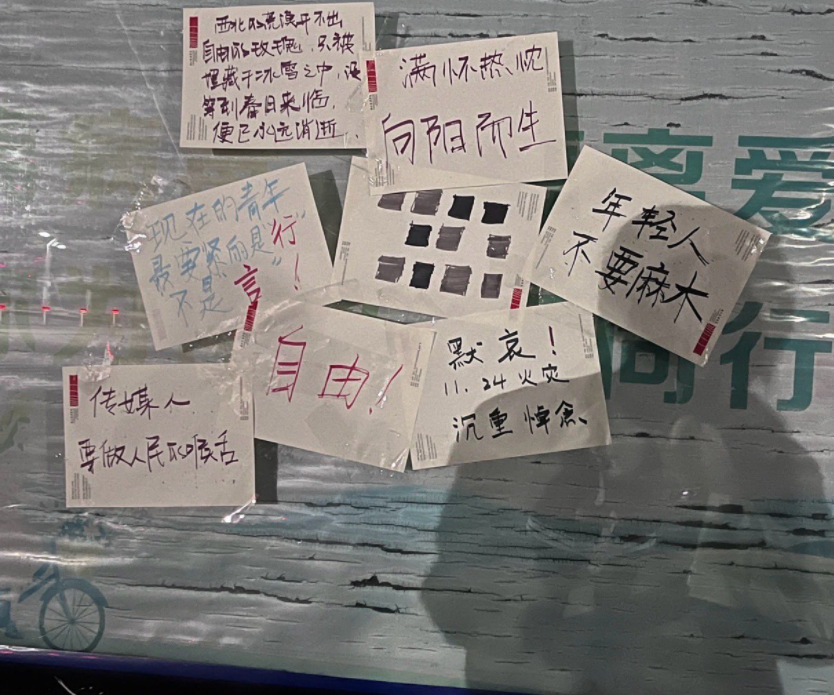 西北的荒漠开不出
自由的玫瑰,只被
埋藏于冰雪之中,没
等到春日来临,
便已永远消逝.
满怀热忱
向阳而生
现在的青年
最要紧的是“行”
不是
言!
年轻人
不要麻木
自由!
默哀!
11.24火灾
沉重悼念
传媒人
要做人民的喉舌
离爱
同行